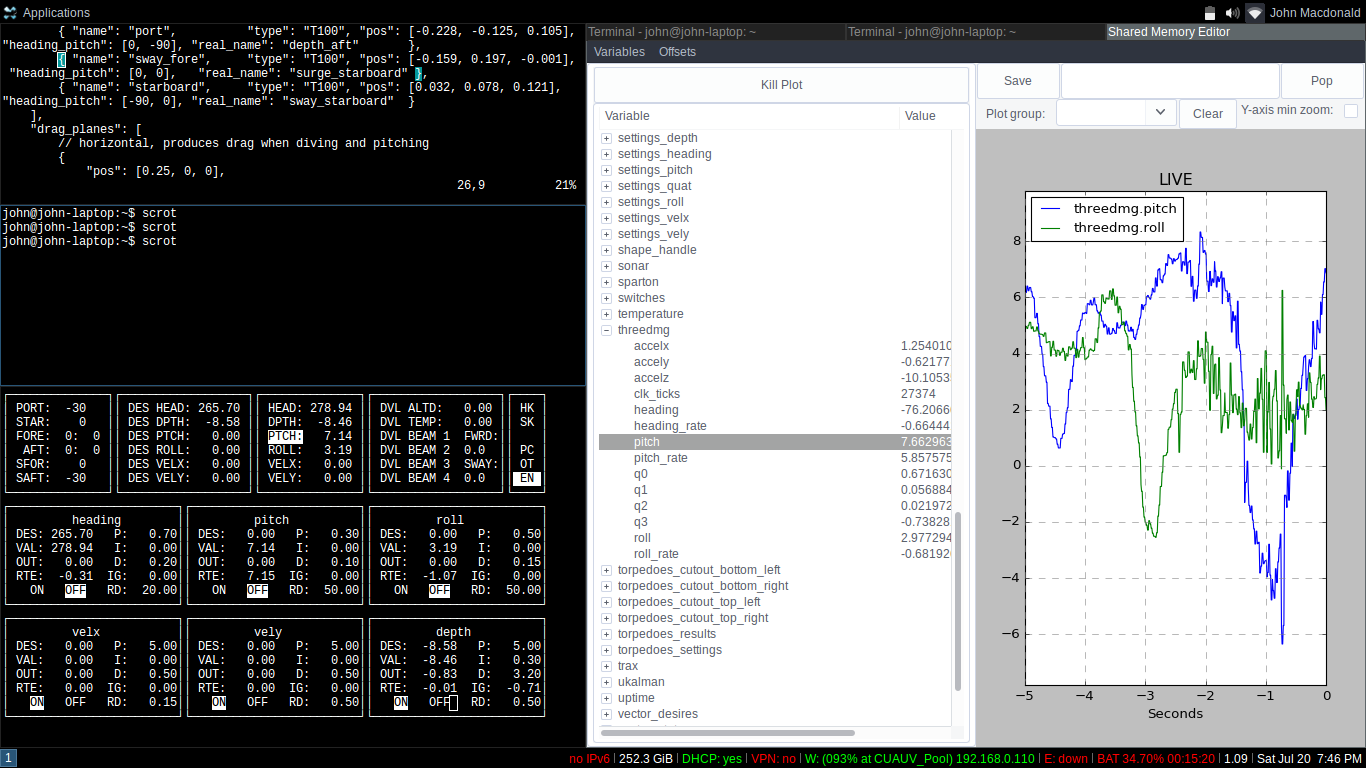 Applications
John Macdonald
{ "name": "port", "type": "T100", "pos": [-0.228, -0.125, 0.105],
"heading_pitch": [0, -90], "real_name": "depth_aft" },
{ "name": "sway_fore", "type": "T100", "pos": [-0.159, 0.197, -0.001],
"heading_pitch": [0, 0], "real_name": "surge_starboard" },
{ "name": "starboard", "type": "T100", "pos": [0.032, 0.078, 0.121],
"heading_pitch": [-90, 0], "real_name": "sway_starboard" }
],
"drag_planes": [
// horizontal, produces drag when diving and pitching
{
"pos": [0.25, 0, 0],
26,9 21%
john@john-laptop:~$ scrot
john@john-laptop:~$ scrot
john@john-laptop:~$ scrot
PORT: -30 DES HEAD: 265.70 HEAD: 278.94 DVL ALTD: 0.00 HK
STAR: 0 DES DPTH: -8.58 DPTH: -8.46 DVL TEMP: 0.00 SK
FORE: 0: 0 DES PTCH: 0.00 PTCH: 7.14 DVL BEAM 1 FWRD:
AFT: 0: 0 DES ROLL: 0.00 ROLL: 3.19 DVL BEAM 2 0.0 PC
SFOR: 0 DES VELX: 0.00 VELX: 0.00 DVL BEAM 3 SWAY: OT
SAFT: -30 DES VELY: 0.00 VELY: 0.00 DVL BEAM 4 0.0 EN
heading pitch roll
DES: 265.70 P: 0.70 DES: 0.00 P: 0.30 DES: 0.00 P: 0.50
VAL: 278.94 I: 0.00 VAL: 7.14 I: 0.00 VAL: 3.19 I: 0.00
OUT: 0.00 D: 0.20 OUT: 0.00 D: 0.10 OUT: 0.00 D: 0.15
RTE: -0.31 IG: 0.00 RTE: 7.15 IG: 0.00 RTE: -1.07 IG: 0.00
ON OFF RD: 20.00 ON OFF RD: 50.00 ON OFF RD: 50.00
velx vely depth
DES: 0.00 P: 5.00 DES: 0.00 P: 5.00 DES: -8.58 P: 5.00
VAL: 0.00 I: 0.00 VAL: 0.00 I: 0.00 VAL: -8.46 I: 0.30
OUT: 0.00 D: 0.50 OUT: 0.00 D: 0.50 OUT: -0.83 D: 3.20
RTE: 0.00 IG: 0.00 RTE: 0.00 IG: 0.00 RTE: -0.01 IG: -0.71
ON OFF RD: 0.15 ON OFF RD: 0.50 ON OFF RD: 0.50
Terminal - john@john-laptop: ~
Terminal - john@john-laptop: ~
Shared Memory Editor
Variables Offsets
Kill Plot
Variable Value
settings_depth
settings_heading
settings_pitch
settings_quat
settings_roll
settings_velx
settings_vely
shape_handle
sonar
sparton
switches
temperature
threedmg
accelx 1.254010
accely -0.62177
accelz -10.1053
clk_ticks 27374
heading -76.2066
heading_rate -0.66444
pitch 7.662963
pitch_rate 5.857575
q0 0.671630
q1 0.056884
q2 0.021972
q3 -0.73828
roll 2.977294
roll_rate -0.68192
torpedoes_cutout_bottom_left
torpedoes_cutout_bottom_right
torpedoes_cutout_top_left
torpedoes_cutout_top_right
torpedoes_results
torpedoes_settings
trax
ukalman
uptime
vector_desires
Save Pop
Plot group: Clear Y-axis min zoom:
LIVE
threedmg.pitch
threedmg.roll
8
6
4
2
0
−2
−4
−6
−5 −4 −3 −2 −1 0
Seconds
1
no IPv6 252.3 GiB DHCP: yes VPN: no W: (093% at CUAUV_Pool) 192.168.0.110 E: down BAT 34.70% 00:15:20 1.09 Sat Jul 20 7:46 PM